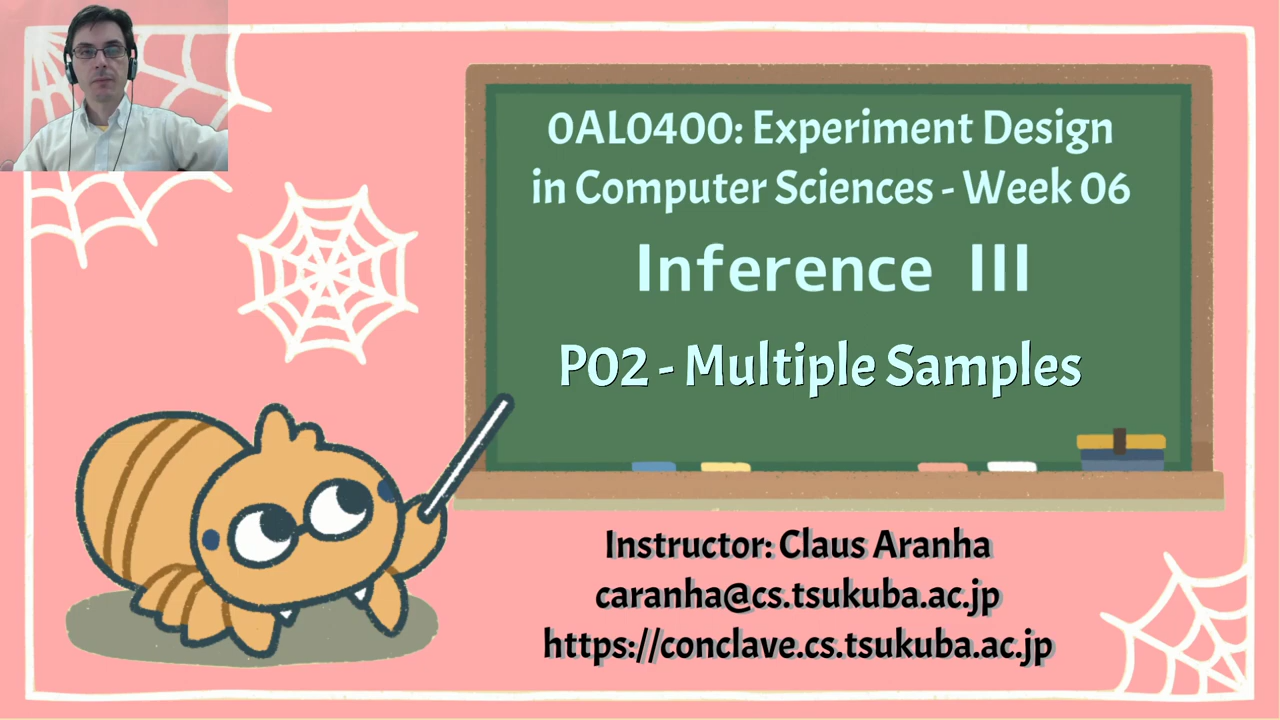 0AL0400: Experiment Design
in Computer Sciences - Week 06
Inference III
P02 - Multiple Samples
Instructor: Claus Aranha
caranha@cs.tsukuba.ac.jp
https://conclave.cs.tsukuba.ac.jp